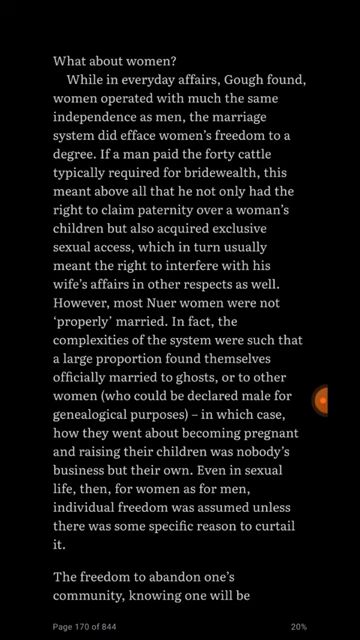 What about women?
While in everyday affairs, Gough found,
women operated with much the same
independence as men, the marriage
system did efface women’s freedom to a
degree. If a man paid the forty cattle
typically required for bridewealth, this
meant above all that he not only had the
right to claim paternity over a woman’s
children but also acquired exclusive
sexual access, which in turn usually
meant the right to interfere with his
wife’s affairs in other respects as well.
However, most Nuer women were not
‘properly’ married. In fact, the
complexities of the system were such that
a large proportion found themselves
officially married to ghosts, or to other
women (who could be declared male for
genealogical purposes) – in which case,
how they went about becoming pregnant
and raising their children was nobody’s
business but their own. Even in sexual
life, then, for women as for men,
individual freedom was assumed unless
there was some specific reason to curtail
it.
The freedom to abandon one’s
community, knowing one will be
Page 170 of 844
20%